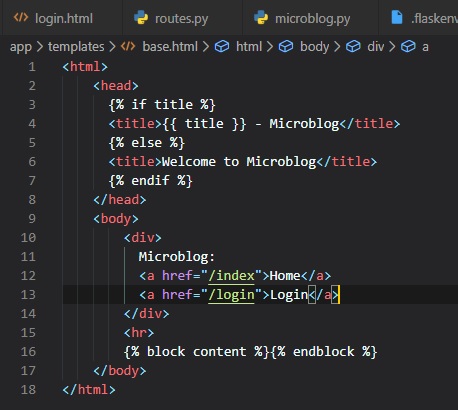 login.html routes.py microblog.py .flaskenv
app > templates > base.html > html > body > div > a
1 <html>
2 <head>
3 {% if title %}
4 <title>{{ title }} - Microblog</title>
5 {% else %}
6 <title>Welcome to Microblog</title>
7 {% endif %}
8 </head>
9 <body>
10 <div>
11 Microblog:
12 <a href="/index">Home</a>
13 <a href="/login">Login</a>
14 </div>
15 <hr>
16 {% block content %}{% endblock %}
17 </body>
18 </html>